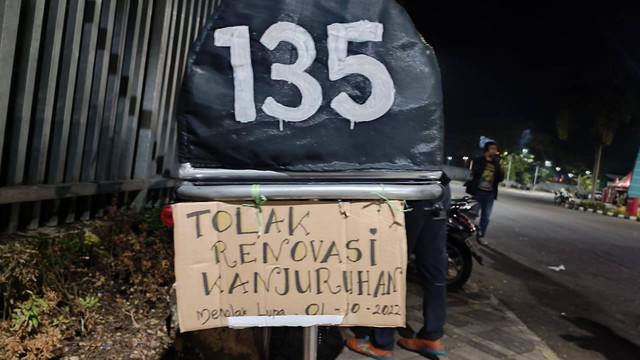 135
TOLAK
RENOVASI
KANJURUHAN
Menolak Lupa. 01-10-2022